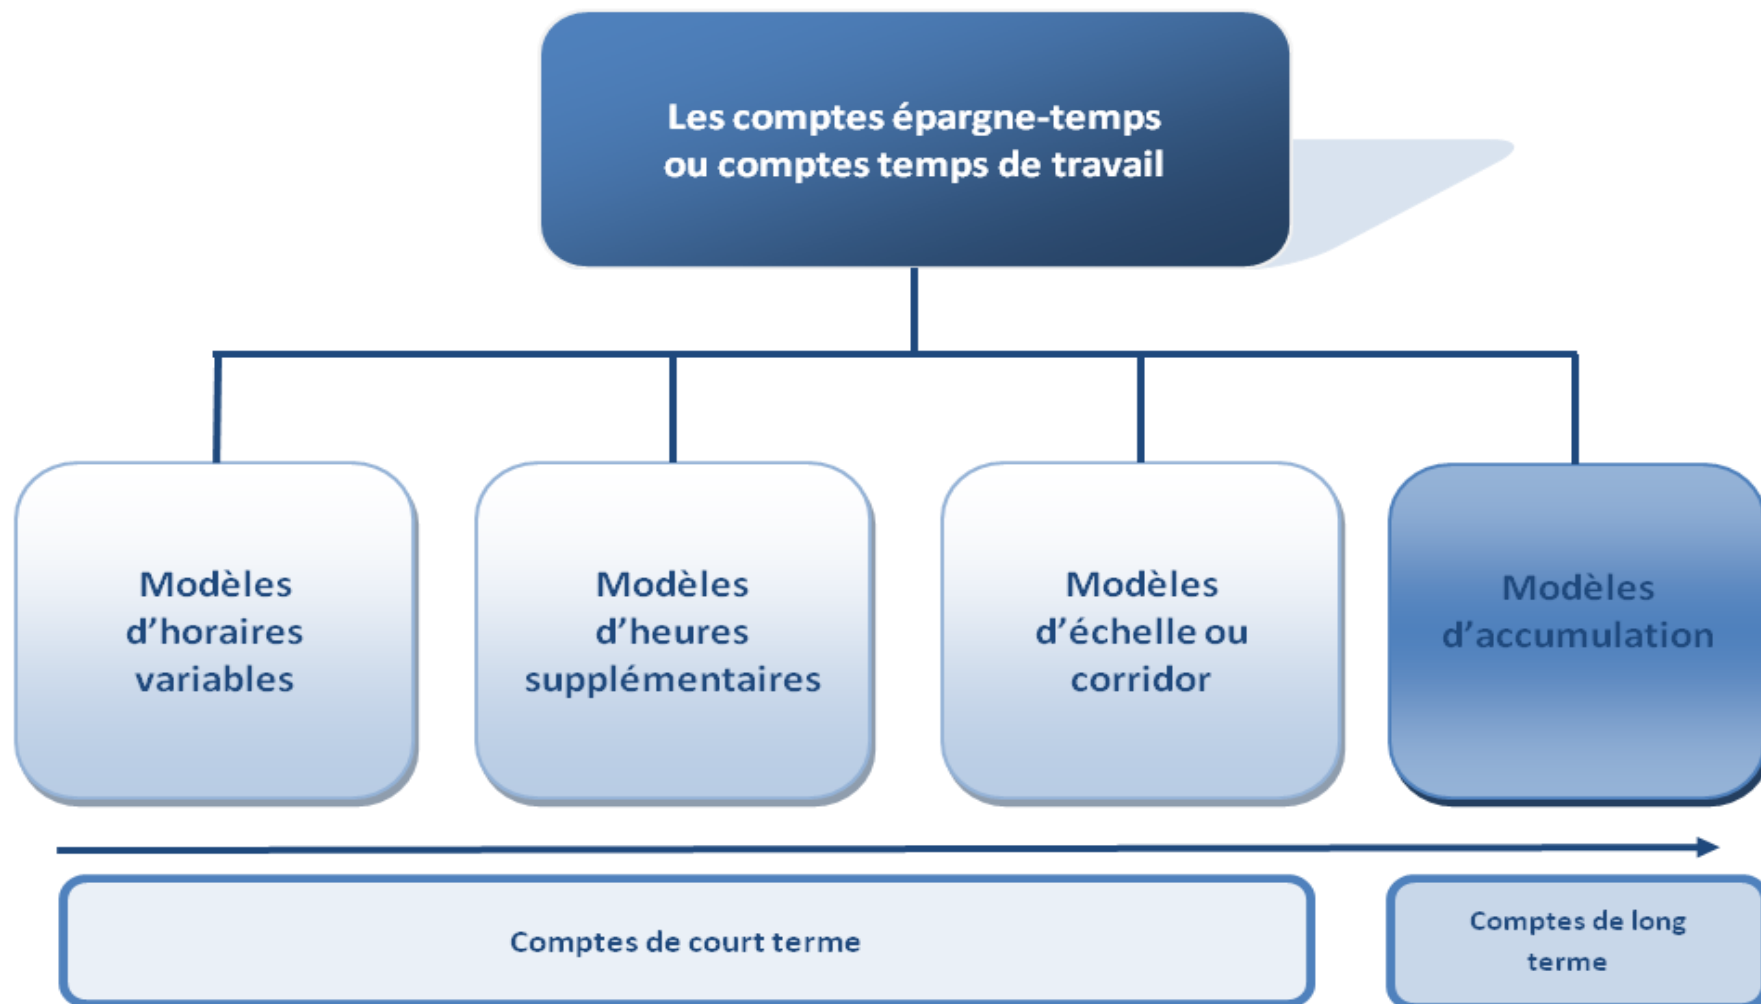 Les comptes épargne-temps
ou comptes temps de travail
Modèles
d’horaires
variables
Modèles
d’heures
supplémentaires
Modèles
d’échelle ou
corridor
Modèles
d’accumulation
Comptes de court terme
Comptes de long
terme